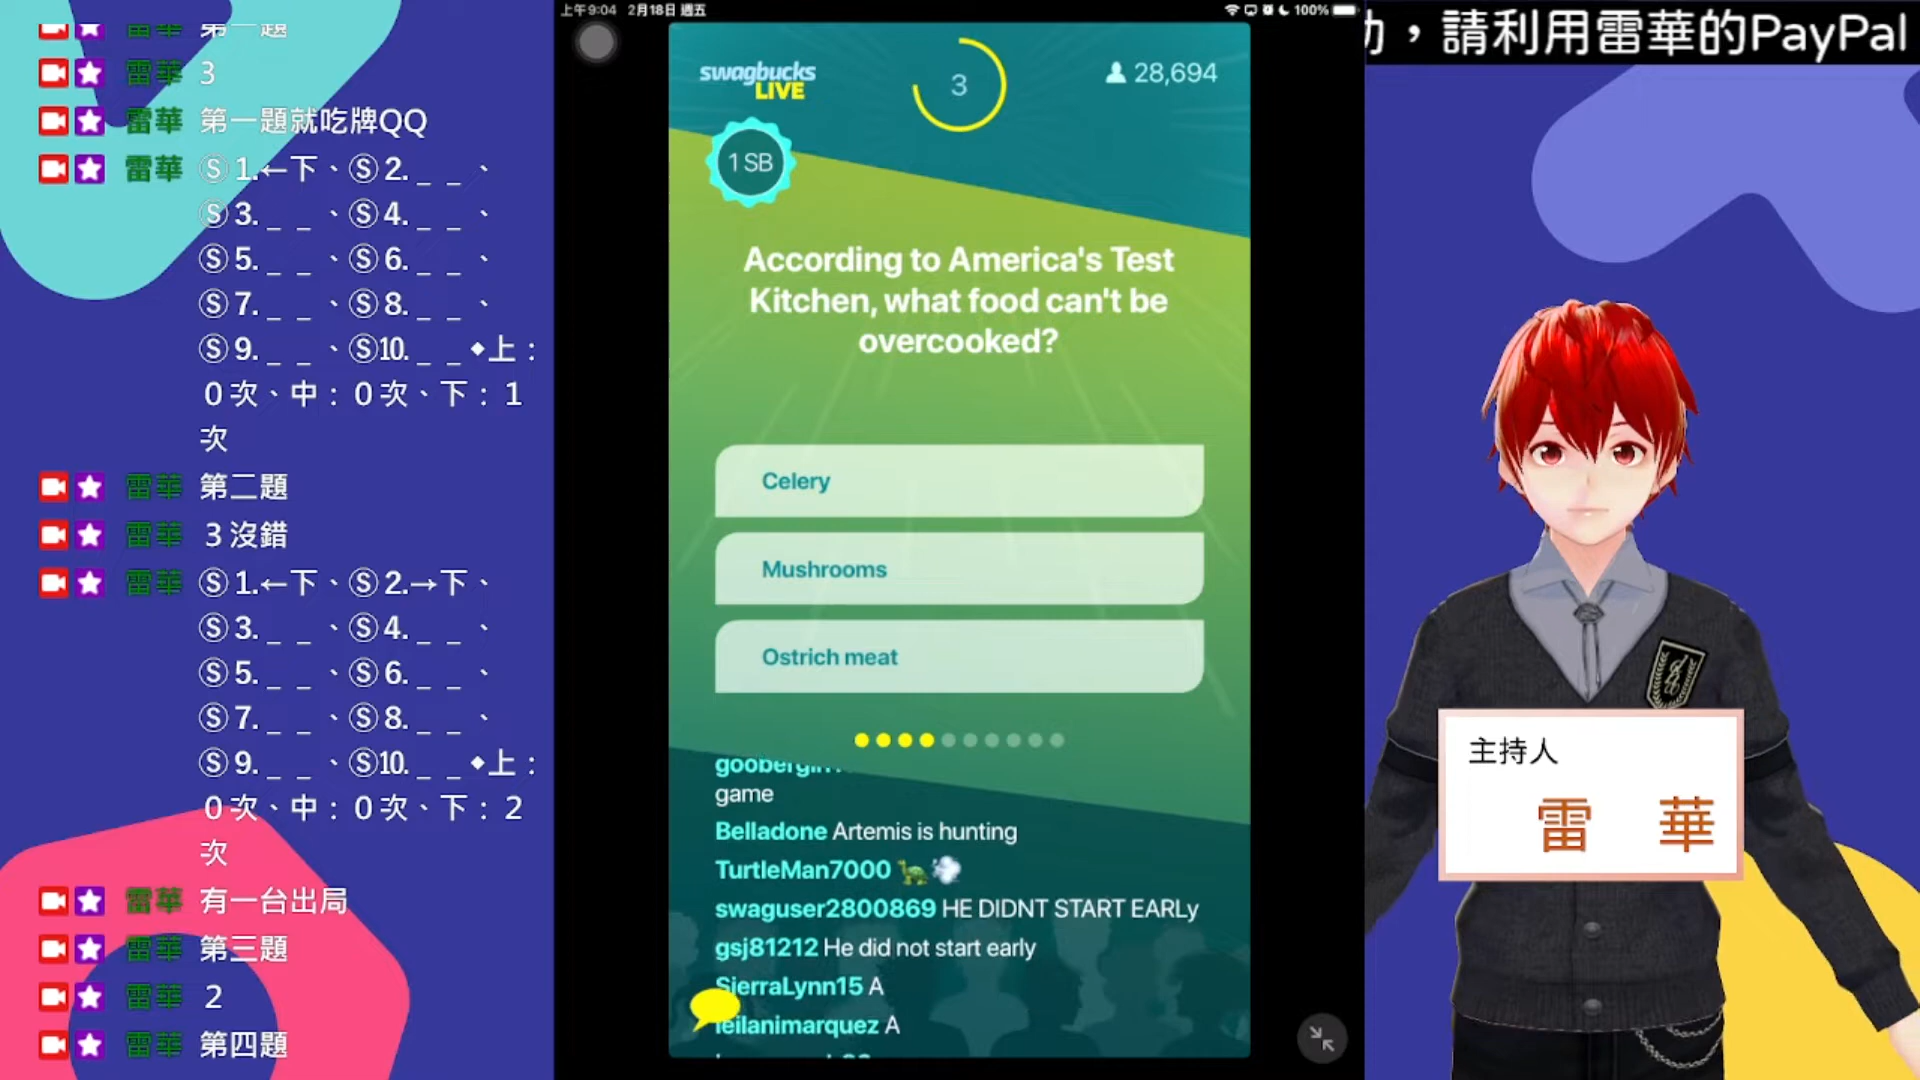 雷華 第一題
雷華 3
雷華 第一題就吃牌QQ
雷華 Ⓢ1.←下、Ⓢ2._ _、
Ⓢ3._ _、Ⓢ4._ _、
Ⓢ5._ _、Ⓢ6._ _、
Ⓢ7._ _、Ⓢ8._ _、
Ⓢ9._ _、Ⓢ10._ _◆上：
0次、中：0次、下：1
次
雷華 第二題
雷華 3沒錯
雷華 Ⓢ1.←下、Ⓢ2.→下、
Ⓢ3._ _、Ⓢ4._ _、
Ⓢ5._ _、Ⓢ6._ _、
Ⓢ7._ _、Ⓢ8._ _、
Ⓢ9._ _、Ⓢ10._ _◆上：
0次、中：0次、下：2
次
雷華 有一台出局
雷華 第三題
雷華 2
雷華 第四題
上午9:04 2月18日 週五
100%
swagbucks
LIVE
3
28,694
1 SB
According to America's Test
Kitchen, what food can't be
overcooked?
Celery
Mushrooms
Ostrich meat
game
Belladone Artemis is hunting
TurtleMan7000
swaguser2800869 HE DIDNT START EARLy
gsj81212 He did not start early
SierraLynn15 A
leilanimarquez A
，請利用雷華的PayPal
主持人
雷 華